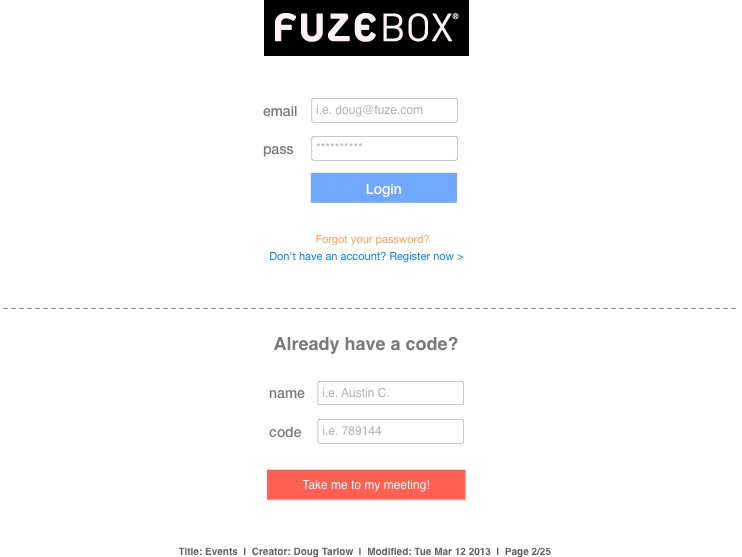 FUZEBOX®
email i.e. doug@fuze.com
pass **********
Login
Forgot your password?
Don't have an account? Register now >
Already have a code?
name i.e. Austin C.
code i.e. 789144
Take me to my meeting!
Title: Events | Creator: Doug Tarlow | Modified: Tue Mar 12 2013 | Page 2/25